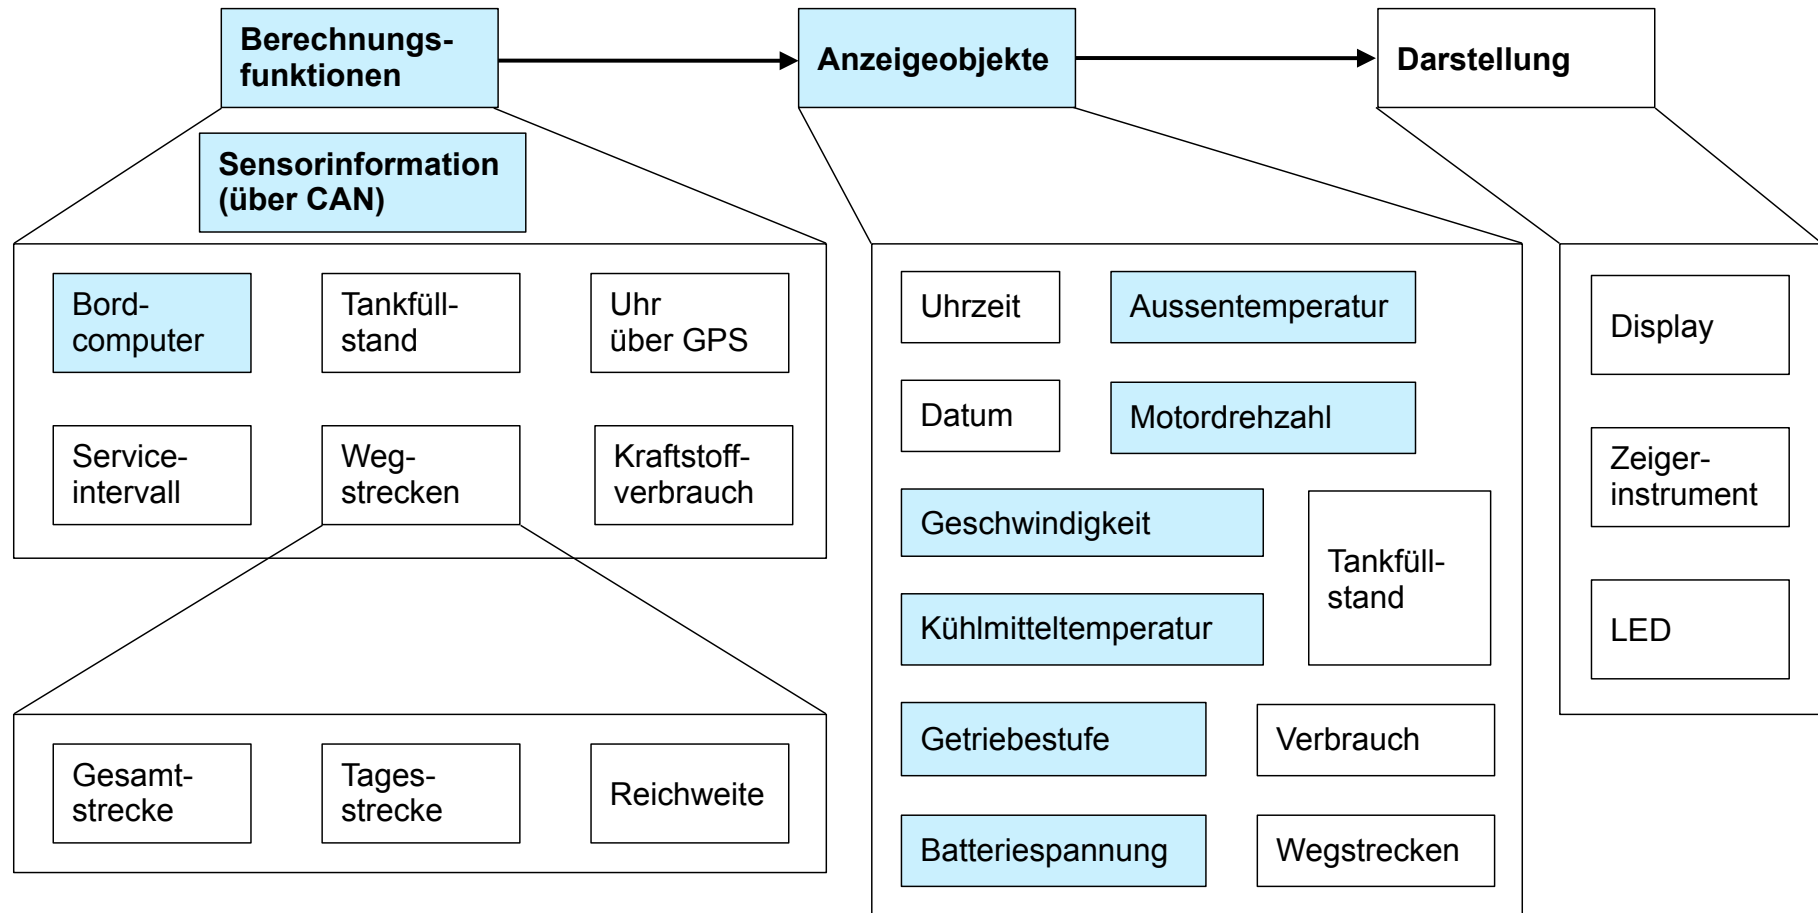 Berechnungs-
funktionen
Anzeigeobjekte
Darstellung
Sensorinformation
(über CAN)
Bord-
computer
Tankfüll-
stand
Uhr
über GPS
Service-
intervall
Weg-
strecken
Kraftstoff-
verbrauch
Gesamt-
strecke
Tages-
strecke
Reichweite
Uhrzeit
Aussentemperatur
Datum
Motordrehzahl
Geschwindigkeit
Tankfüll-
stand
Kühlmitteltemperatur
Getriebestufe
Verbrauch
Batteriespannung
Wegstrecken
Display
Zeiger-
instrument
LED